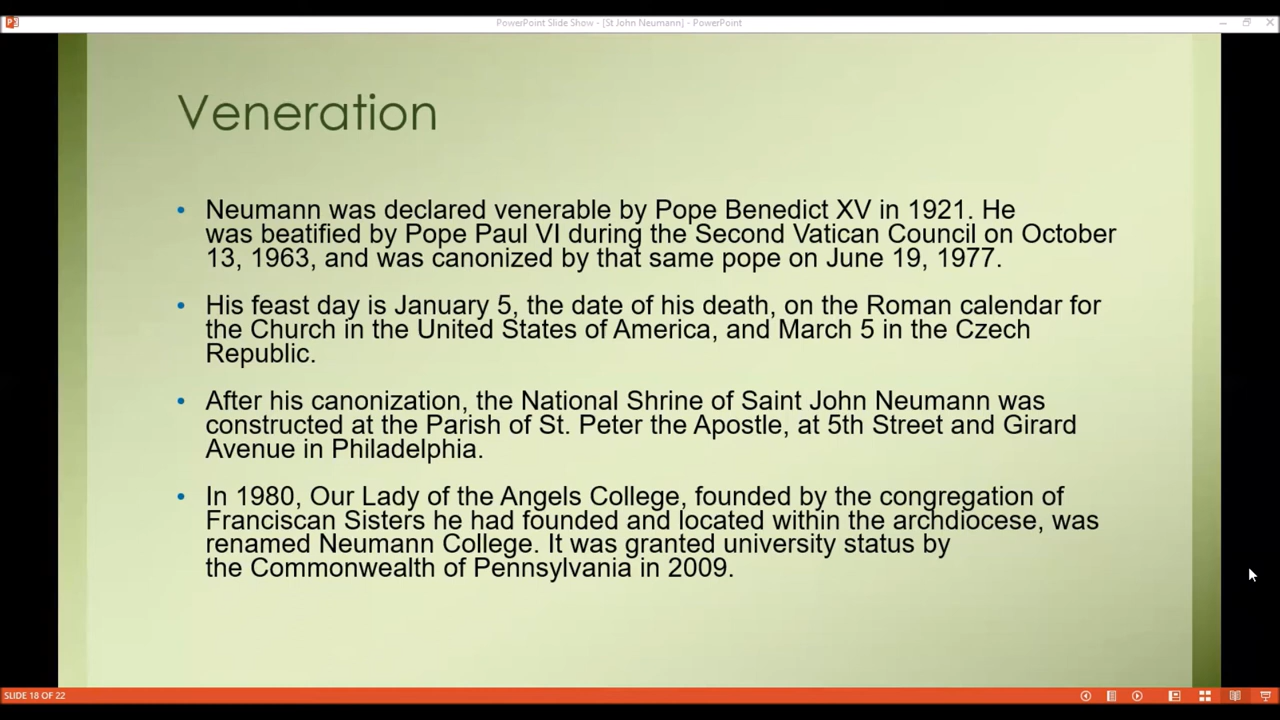 PowerPoint Slide Show - [St John Neumann] - PowerPoint
Veneration
• Neumann was declared venerable by Pope Benedict XV in 1921. He
was beatified by Pope Paul VI during the Second Vatican Council on October
13, 1963, and was canonized by that same pope on June 19, 1977.
• His feast day is January 5, the date of his death, on the Roman calendar for
the Church in the United States of America, and March 5 in the Czech
Republic.
• After his canonization, the National Shrine of Saint John Neumann was
constructed at the Parish of St. Peter the Apostle, at 5th Street and Girard
Avenue in Philadelphia.
• In 1980, Our Lady of the Angels College, founded by the congregation of
Franciscan Sisters he had founded and located within the archdiocese, was
renamed Neumann College. It was granted university status by
the Commonwealth of Pennsylvania in 2009.
SLIDE 18 OF 22